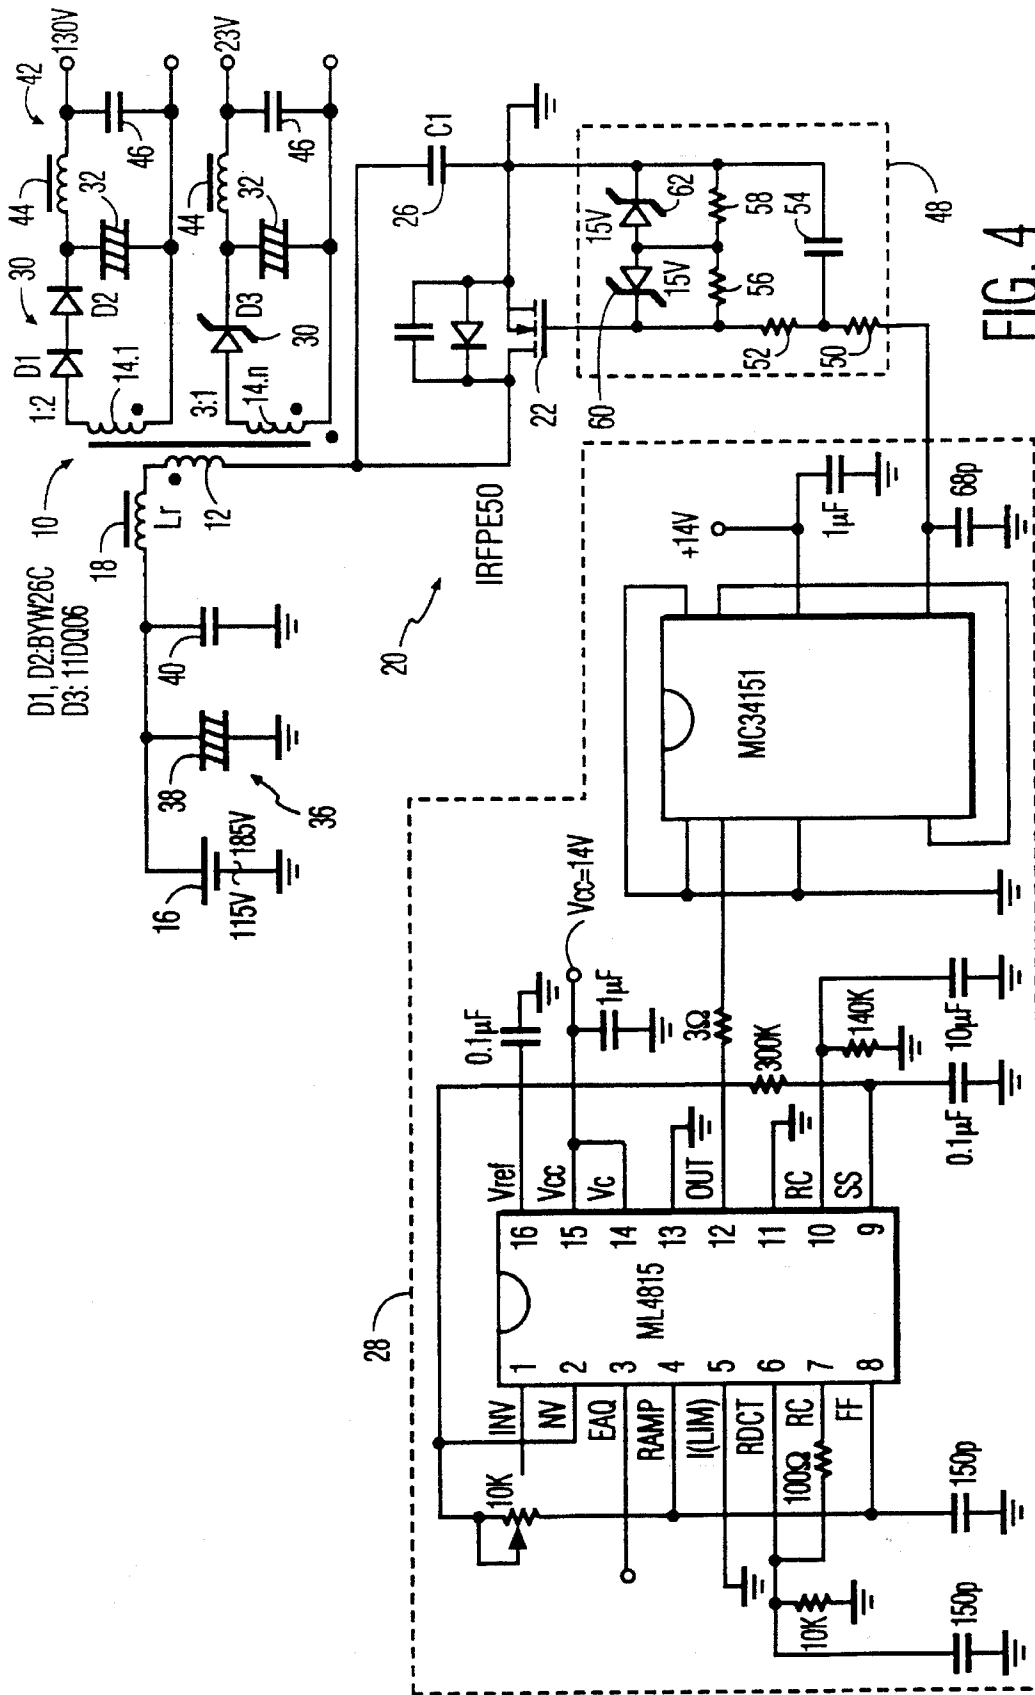 D1, D2:BYW26C
D3: 11DQ06
10
1:2
D1
30
44
42
130V
D2
32
46
14.1
3:1
44
23V
D3
30
32
46
14.n
18
Lr
12
40
38
36
16
115V
185V
20
IRFPE50
22
26
C1
60
15V
15V
62
56
58
52
50
54
48
FIG. 4
28
+14V
1µF
68p
MC34151
Vcc=14V
0.1µF
1µF
3Ω
300K
140K
10µF
0.1µF
Vref
Vcc
Vc
OUT
RC
SS
16
15
14
13
12
11
10
9
ML4815
1
2
3
4
5
6
7
8
INV
NV
EAQ
RAMP
I(LIM)
RDCT
RC
FF
10K
100Ω
10K
150p
150p